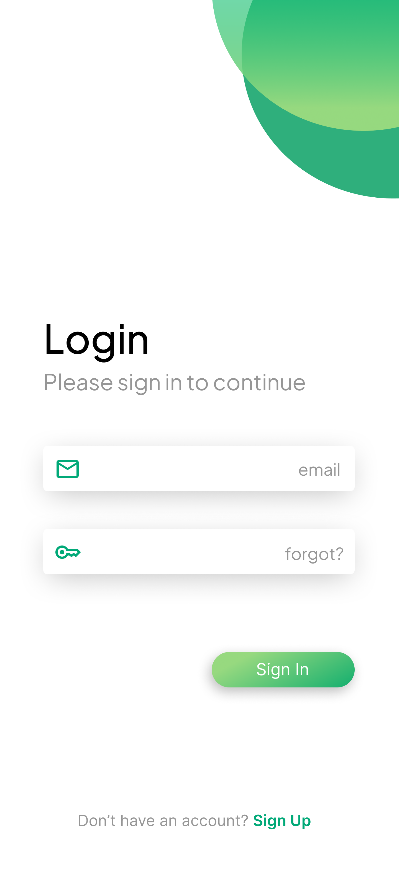 Login
Please sign in to continue
email
forgot?
Sign In
Don't have an account? Sign Up